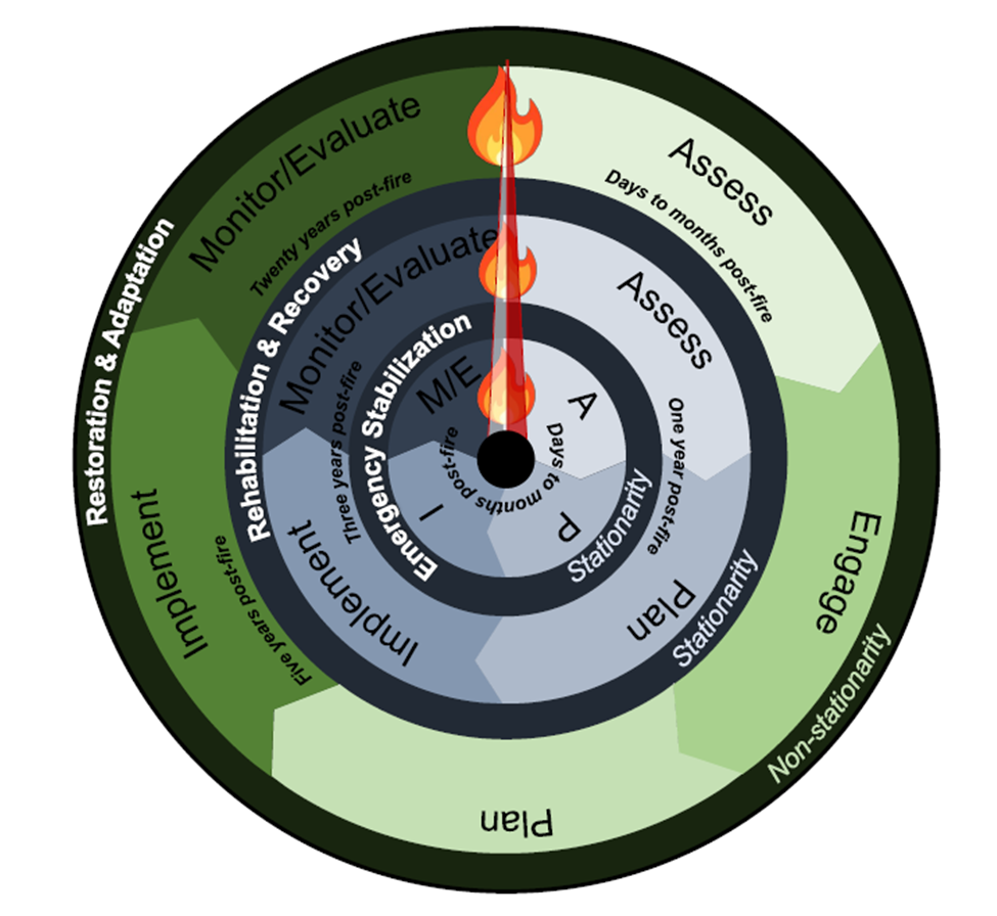 Restoration & Adaptation
Monitor/Evaluate
Twenty years post-fire
Assess
Days to months post-fire
Engage
Non-stationarity
Plan
Implement
Five years post-fire
Rehabilitation & Recovery
Monitor/Evaluate
Three years post-fire
Assess
One year post-fire
Plan
Stationarity
Implement
Emergency Stabilization
M/E
A
Days to months post-fire
P
Stationarity
I